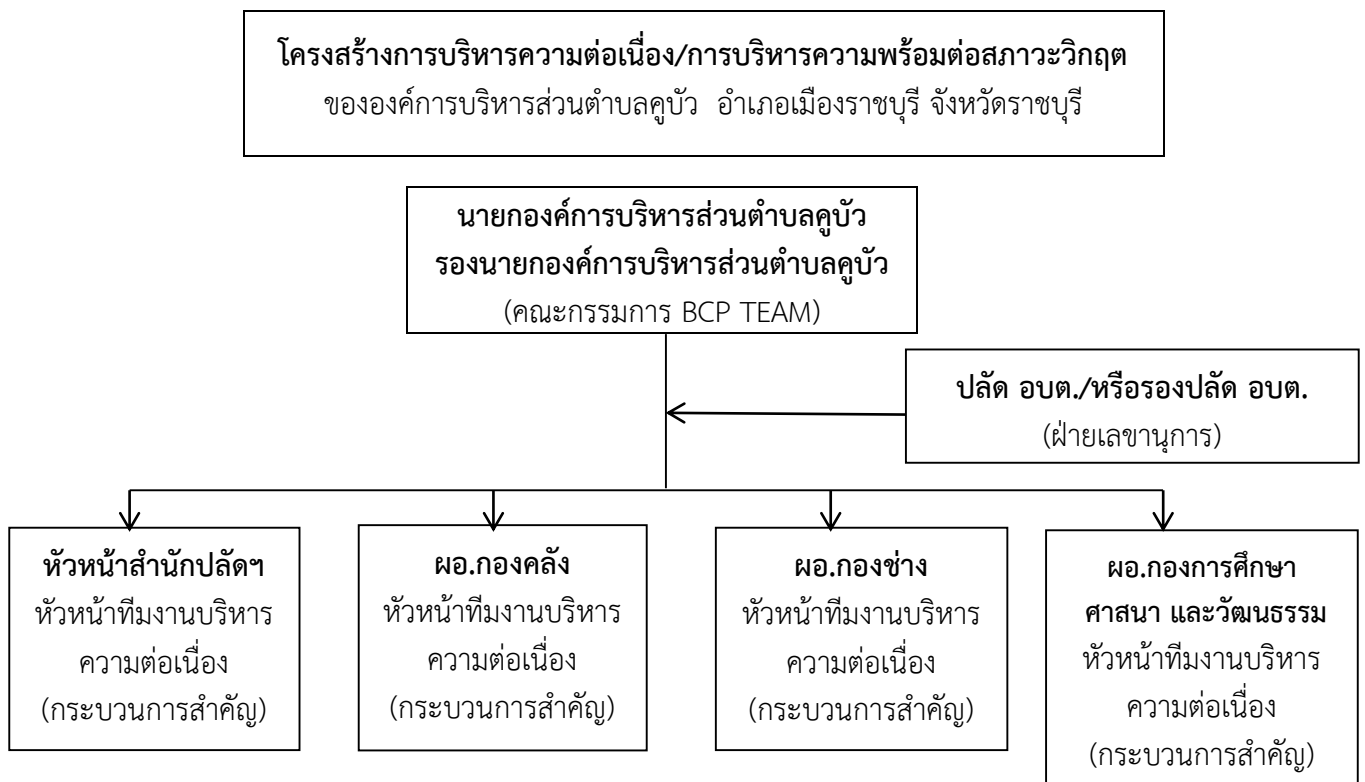 โครงสร้างการบริหารความต่อเนื่อง/การบริหารความพร้อมต่อสภาวะวิกฤต
ขององค์การบริหารส่วนตำบลคูบัว อำเภอเมืองราชบุรี จังหวัดราชบุรี
นายกองค์การบริหารส่วนตำบลคูบัว
รองนายกองค์การบริหารส่วนตำบลคูบัว
(คณะกรรมการ BCP TEAM)
ปลัด อบต./หรือรองปลัด อบต.
(ฝ่ายเลขานุการ)
หัวหน้าสำนักปลัดฯ
หัวหน้าทีมงานบริหาร
ความต่อเนื่อง
(กระบวนการสำคัญ)
ผอ.กองคลัง
หัวหน้าทีมงานบริหาร
ความต่อเนื่อง
(กระบวนการสำคัญ)
ผอ.กองช่าง
หัวหน้าทีมงานบริหาร
ความต่อเนื่อง
(กระบวนการสำคัญ)
ผอ.กองการศึกษา
ศาสนา และวัฒนธรรม
หัวหน้าทีมงานบริหาร
ความต่อเนื่อง
(กระบวนการสำคัญ)